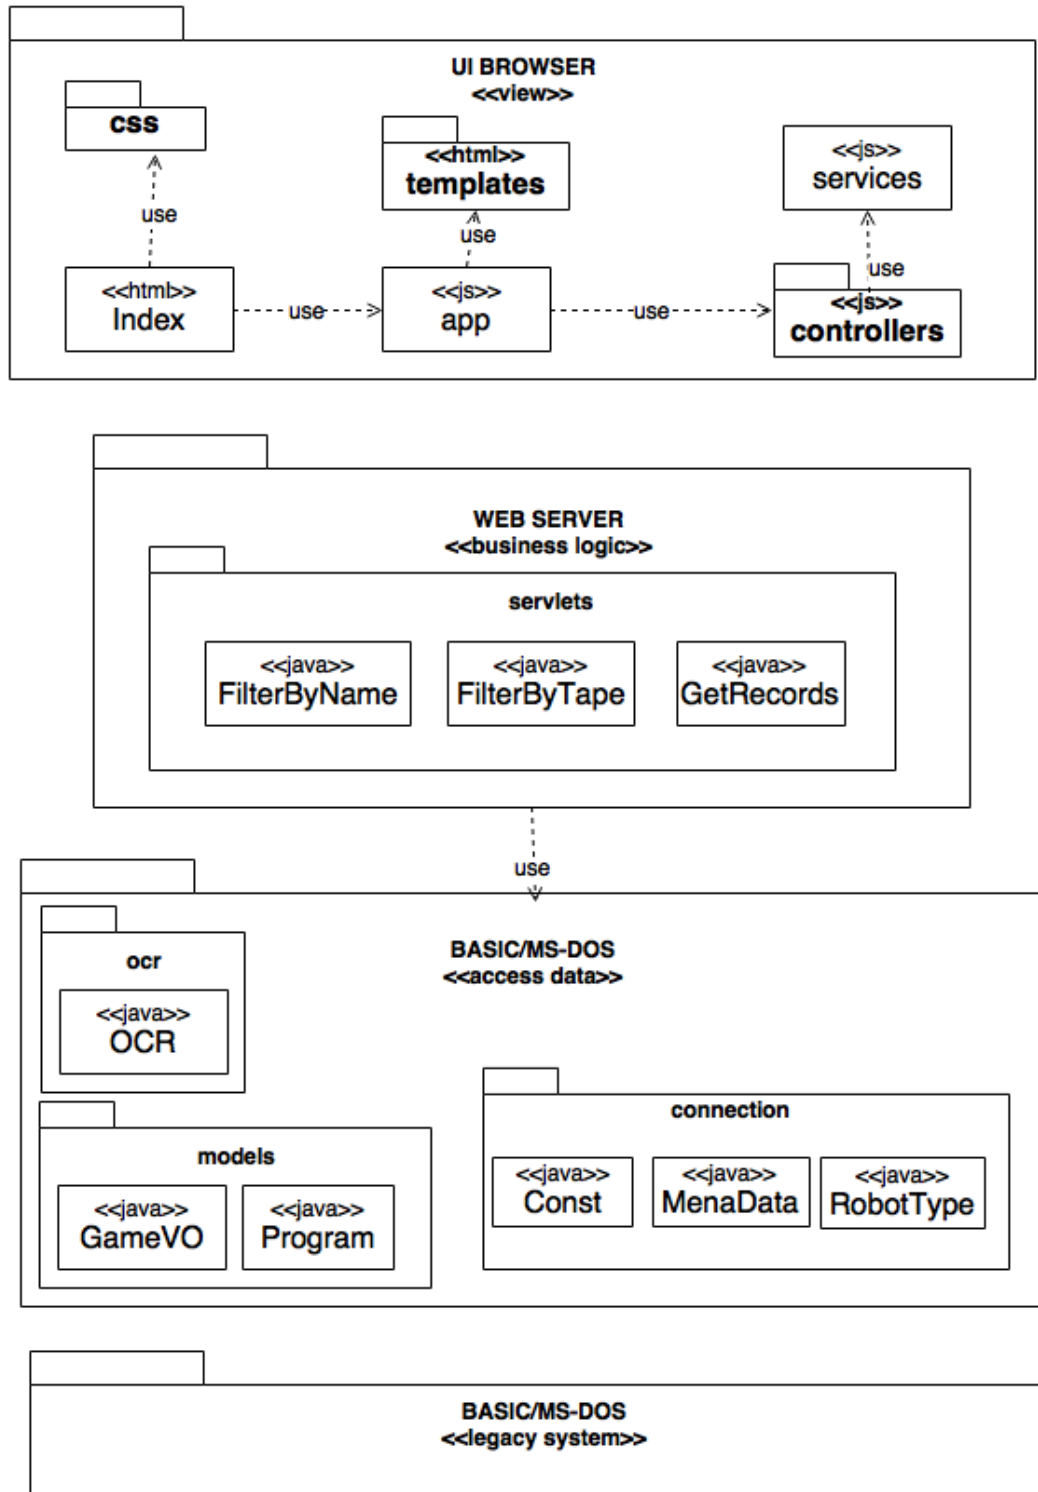 UI BROWSER
<<view>>
css
<<html>>
templates
<<js>>
services
use
use
use
<<html>>
Index
use
<<js>>
app
use
<<js>>
controllers
WEB SERVER
<<business logic>>
servlets
<<java>>
FilterByName
<<java>>
FilterByTape
<<java>>
GetRecords
use
BASIC/MS-DOS
<<access data>>
ocr
<<java>>
OCR
models
<<java>>
GameVO
<<java>>
Program
connection
<<java>>
Const
<<java>>
MenaData
<<java>>
RobotType
BASIC/MS-DOS
<<legacy system>>